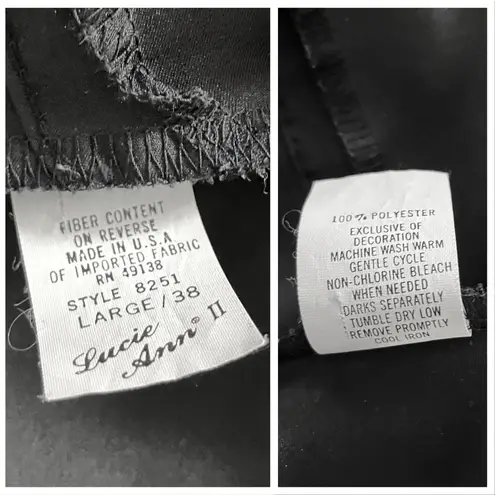 FIBER CONTENT
ON REVERSE
MADE IN U.S.A
OF IMPORTED FABRIC
RN 49138
STYLE 8251
LARGE / 38
Lucie
Ann© II
100% POLYESTER
EXCLUSIVE OF
DECORATION
MACHINE WASH WARM
GENTLE CYCLE
NON-CHLORINE BLEACH
WHEN NEEDED
DARKS SEPARATELY
TUMBLE DRY LOW
REMOVE PROMPTLY
COOL IRON